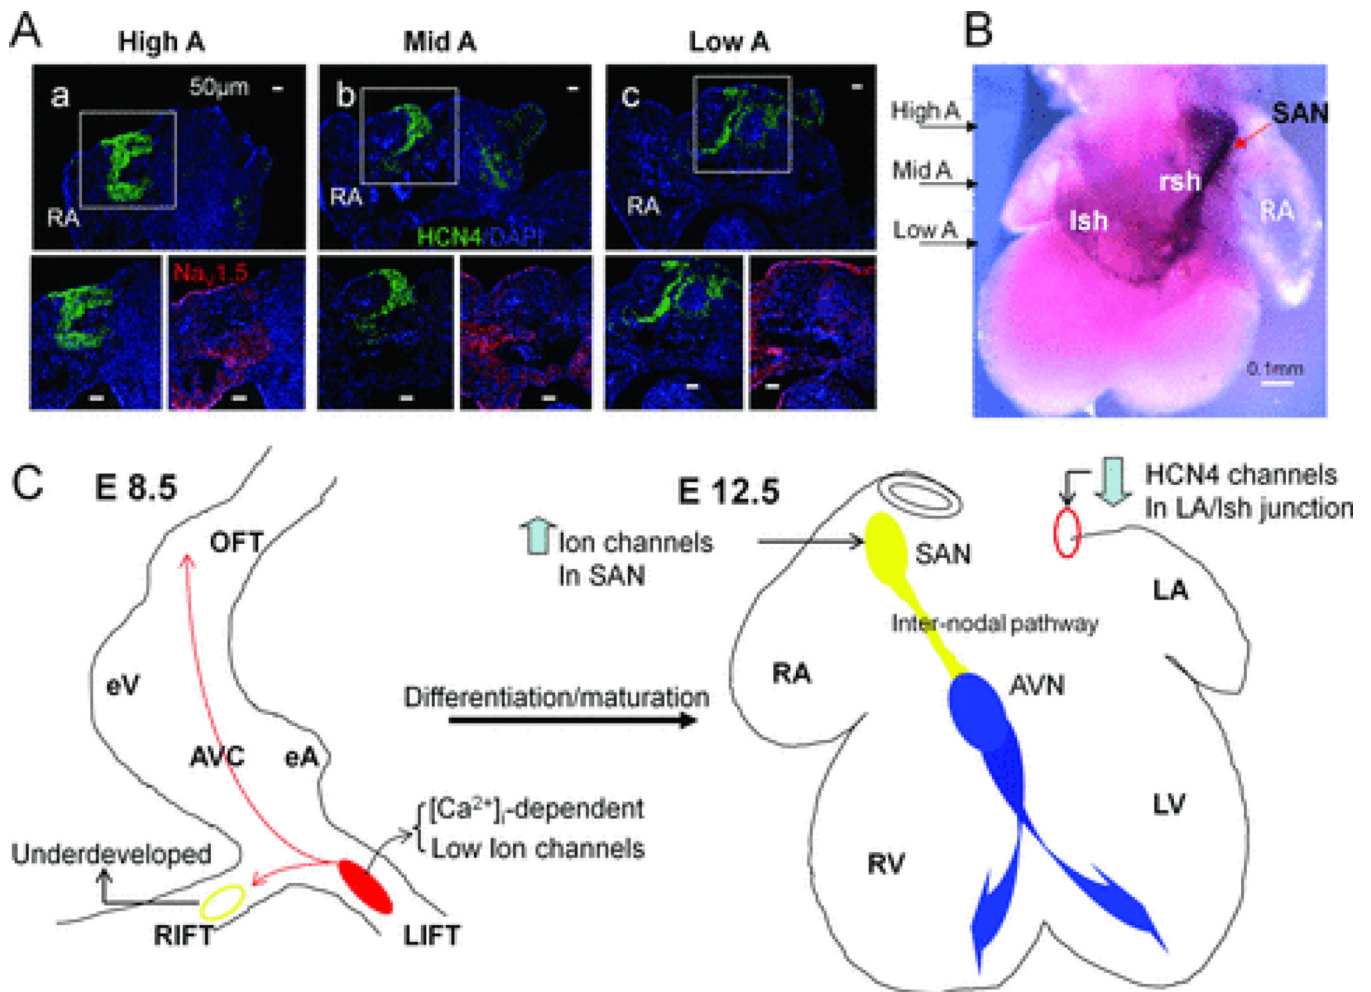 A
High A
Mid A
Low A
a
50μm
RA
b
RA
HCN4/DAPI
c
RA
Nav1.5
B
High A
Mid A
Low A
SAN
rsh
lsh
RA
0.1mm
C
E 8.5
OFT
eV
AVC
eA
[Ca2+]i-dependent
Low Ion channels
Underdeveloped
RIFT
LIFT
Differentiation/maturation
E 12.5
Ion channels
In SAN
SAN
Inter-nodal pathway
AVN
RA
RV
LV
LA
HCN4 channels
In LA/lsh junction